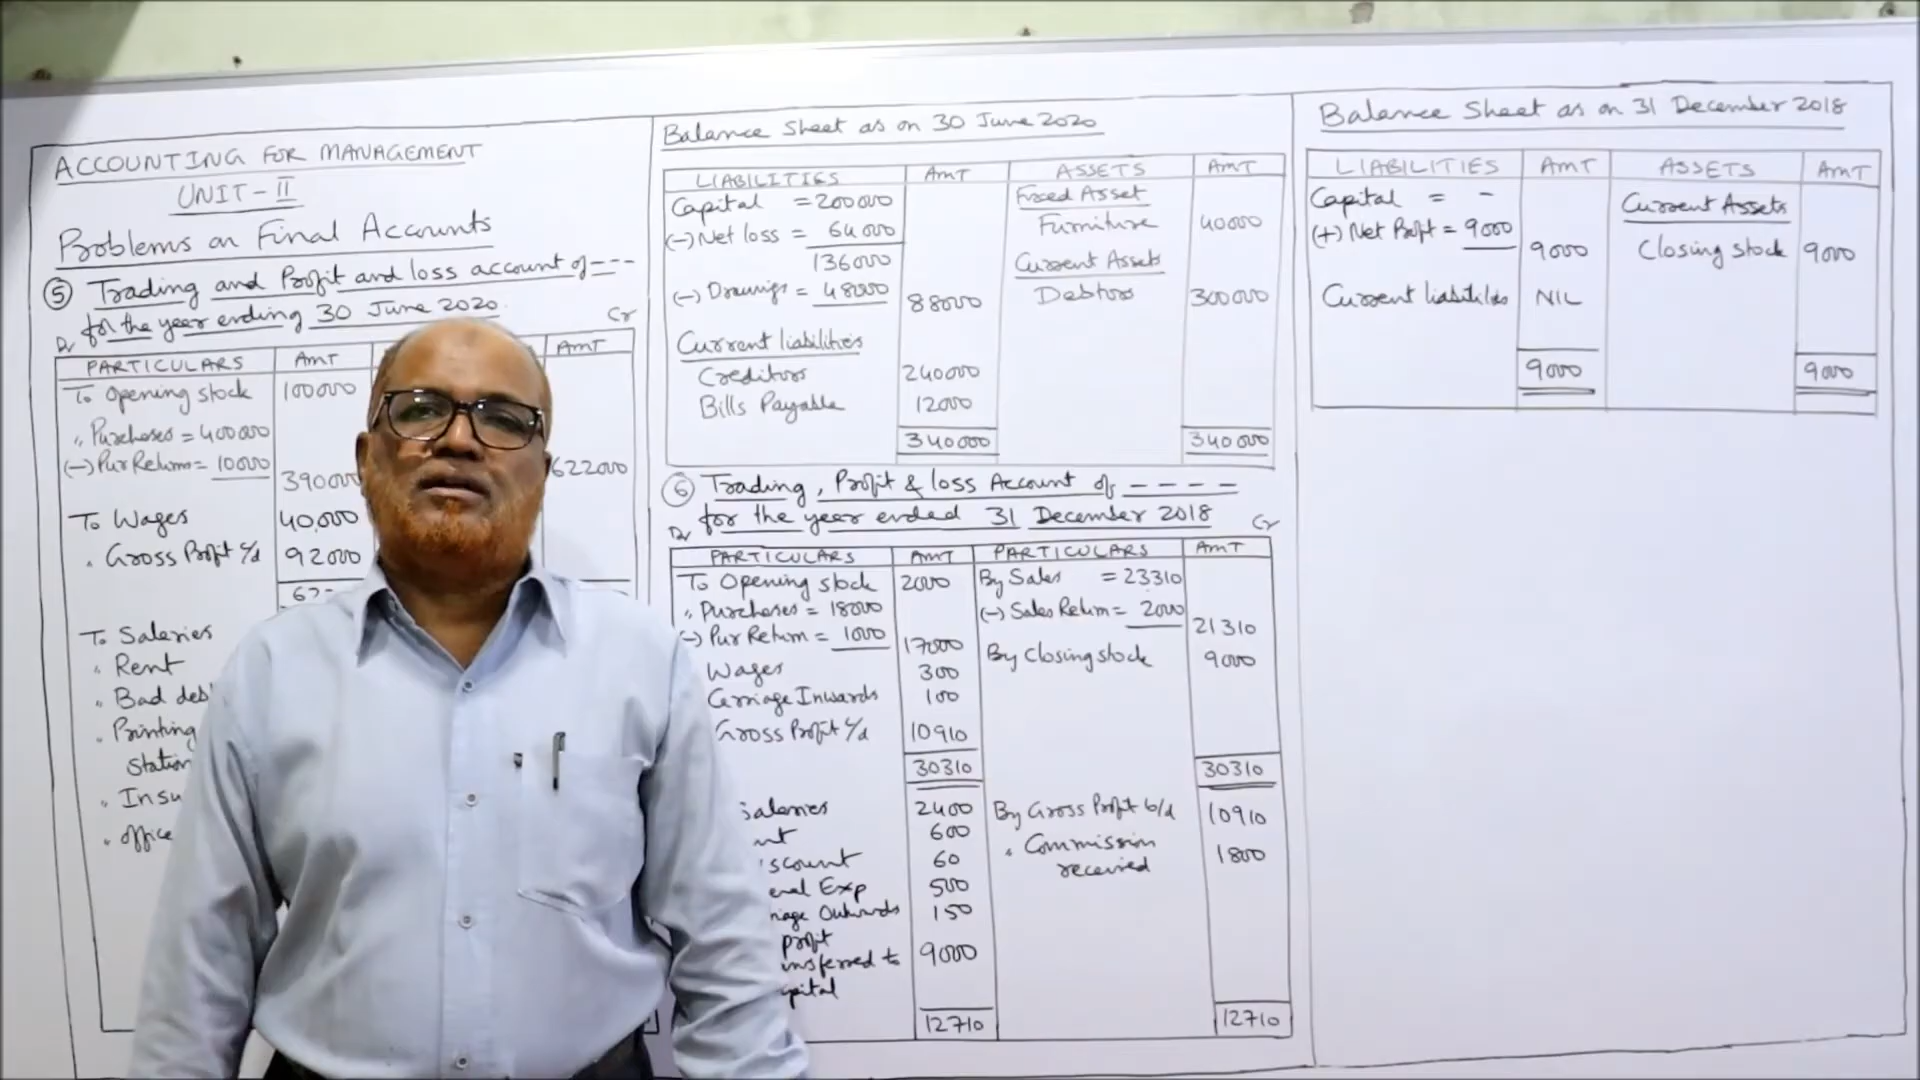 ACCOUNTING FOR MANAGEMENT
UNIT-II
Problems on Final Accounts
⑤ Trading and Profit and loss account of ---
for the year ending 30 June 2020.
Dr Cr
PARTICULARS AMT AMT
To Opening stock 100000
,, Purchases = 400000
(-) Pur Return = 10000 390000 622000
To Wages 40,000
,, Gross Profit c/d 92000
To Salaries
,, Rent
,, Bad
,, Printing
,, office
Balance Sheet as on 30 June 2020
LIABILITIES AMT ASSETS AMT
Capital = 200000 Fixed Asset
(-) Net loss = 64000 Furniture 40000
136000 Current Assets
(-) Drawings = 48000 88000 Debtors 300000
Current liabilities
Creditors 240000
Bills Payable 12000
340000 340000
⑥ Trading, Profit & loss Account of ----
for the year ended 31 December 2018
Dr Cr
PARTICULARS AMT PARTICULARS AMT
To Opening stock 2000 By Sales = 23310
,, Purchases = 18000 (-) Sales Return = 2000 21310
(-) Pur Return = 1000 17000 By Closing stock 9000
Wages 300
Carriage Inwards 100
Gross Profit c/d 10910
30310 30310
Salaries 2400 By Gross Profit b/d 10910
600 ,, Commission
60 received 1800
Exp 500
Outwards 150
profit
to 9000
12710 12710
Balance Sheet as on 31 December 2018
LIABILITIES AMT ASSETS AMT
Capital = - Current Assets
(+) Net Profit = 9000 9000 Closing stock 9000
Current liabilities NIL
9000 9000